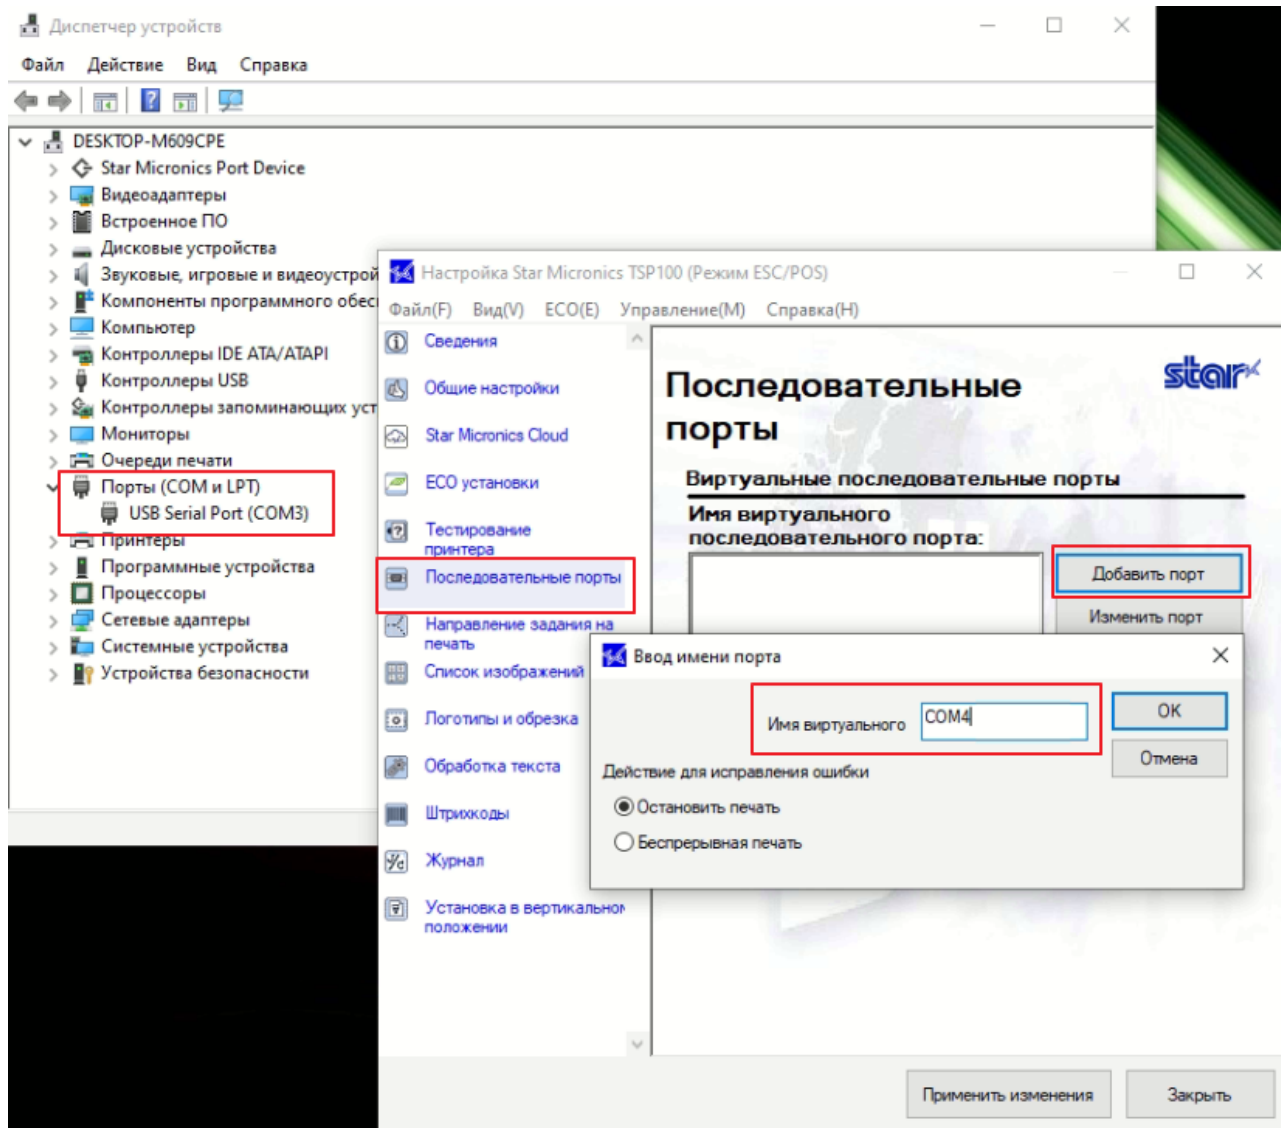 Диспетчер устройств
Файл Действие Вид Справка
DESKTOP-M609CPE
Star Micronics Port Device
Видеоадаптеры
Встроенное ПО
Дисковые устройства
Звуковые, игровые и видеоустрой
Компоненты программного обес
Компьютер
Контроллеры IDE ATA/ATAPI
Контроллеры USB
Контроллеры запоминающих уст
Мониторы
Очереди печати
Порты (COM и LPT)
USB Serial Port (COM3)
Принтеры
Программные устройства
Процессоры
Сетевые адаптеры
Системные устройства
Устройства безопасности
Настройка Star Micronics TSP100 (Режим ESC/POS)
Файл(F) Вид(V) ECO(E) Управление(M) Справка(H)
Сведения
Общие настройки
Star Micronics Cloud
ECO установки
Тестирование
принтера
Последовательные порты
Направление задания на
печать
Список изображений
Логотипы и обрезка
Обработка текста
Штрихкоды
Журнал
Установка в вертикальном
положении
star
Последовательные
порты
Виртуальные последовательные порты
Имя виртуального
последовательного порта:
Добавить порт
Изменить порт
Ввод имени порта
Имя виртуального COM4
OK
Отмена
Действие для исправления ошибки
Остановить печать
Беспрерывная печать
Применить изменения
Закрыть